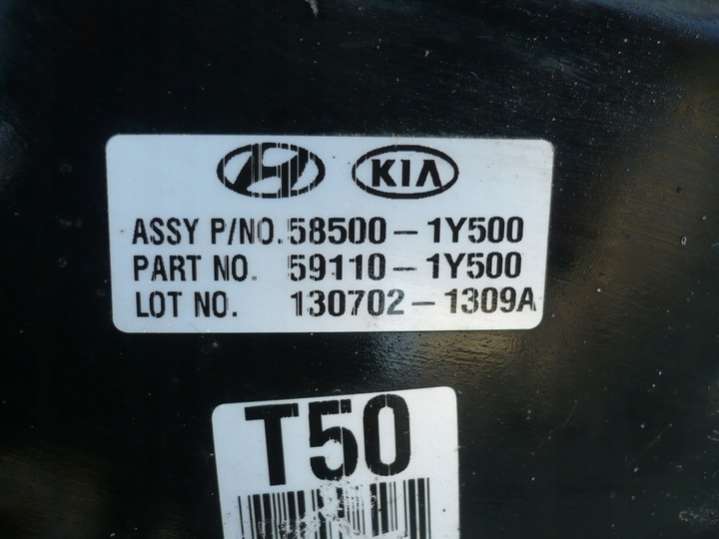 KIA
ASSY P/NO. 58500-1Y500
PART NO. 59110-1Y500
LOT NO. 130702-1309A
T50